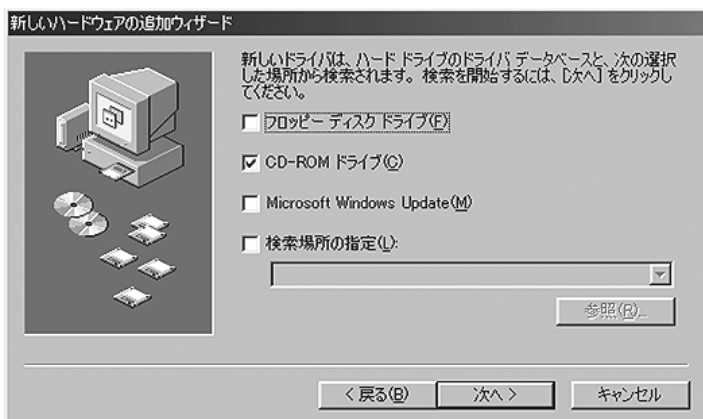 新しいハードウェアの追加ウィザード
新しいドライバは、ハード ドライブのドライバ データベースと、次の選択
した場所から検索されます。検索を開始するには、[次へ] をクリックし
てください。
フロッピー ディスク ドライブ(F)
CD-ROM ドライブ(C)
Microsoft Windows Update(M)
検索場所の指定(L):
参照(R)...
< 戻る(B)
次へ >
キャンセル